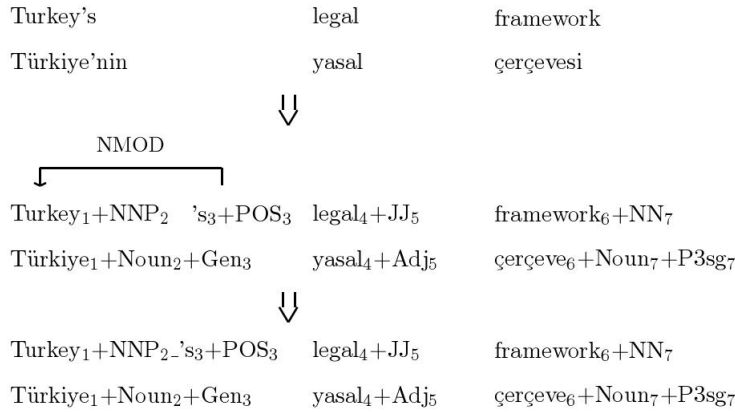 Turkey's legal framework
Türkiye'nin yasal çerçevesi
NMOD
Turkey₁+NNP₂ 's₃+POS₃ legal₄+JJ₅ framework₆+NN₇
Türkiye₁+Noun₂+Gen₃ yasal₄+Adj₅ çerçeve₆+Noun₇+P3sg₇
Turkey₁+NNP₂_'s₃+POS₃ legal₄+JJ₅ framework₆+NN₇
Türkiye₁+Noun₂+Gen₃ yasal₄+Adj₅ çerçeve₆+Noun₇+P3sg₇